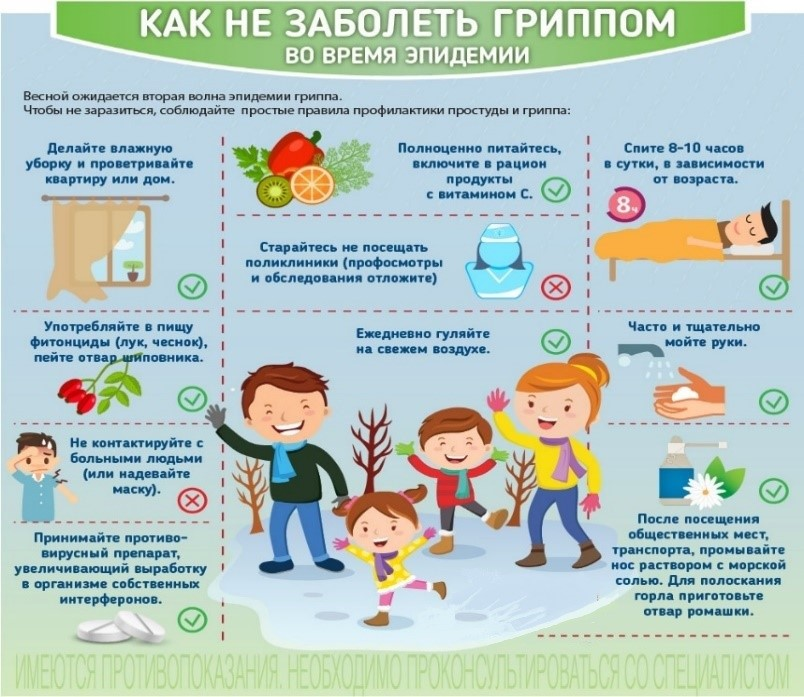 КАК НЕ ЗАБОЛЕТЬ ГРИППОМ
ВО ВРЕМЯ ЭПИДЕМИИ
Весной ожидается вторая волна эпидемии гриппа.
Чтобы не заразиться, соблюдайте простые правила профилактики простуды и гриппа:
Делайте влажную
уборку и проветривайте
квартиру или дом.
Употребляйте в пищу
фитонциды (лук, чеснок),
пейте отвар шиповника.
Не контактируйте с
больными людьми
(или надевайте
маску).
Принимайте противо-
вирусный препарат,
увеличивающий выработку
в организме собственных
интерферонов.
Полноценно питайтесь,
включите в рацион
продукты
с витамином С.
Старайтесь не посещать
поликлиники (профосмотры
и обследования отложите)
Ежедневно гуляйте
на свежем воздухе.
Спите 8-10 часов
в сутки, в зависимости
от возраста.
8ч
Часто и тщательно
мойте руки.
После посещения
общественных мест,
транспорта, промывайте
нос раствором с морской
солью. Для полоскания
горла приготовьте
отвар ромашки.
ИМЕЮТСЯ ПРОТИВОПОКАЗАНИЯ. НЕОБХОДИМО ПРОКОНСУЛЬТИРОВАТЬСЯ СО СПЕЦИАЛИСТОМ